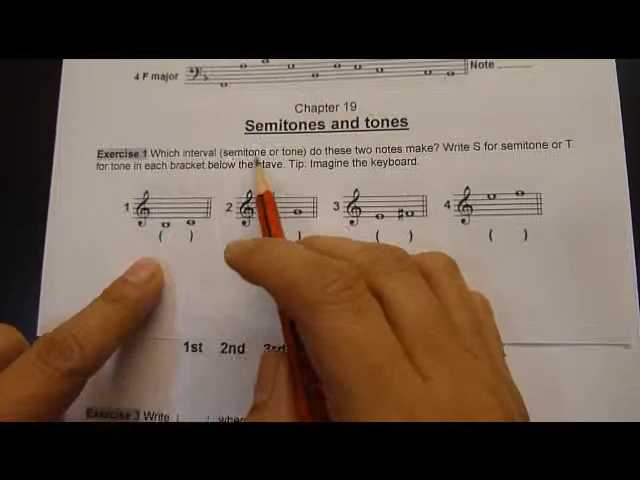 4 F major
Note
Chapter 19
Semitones and tones
Exercise 1 Which interval (semitone or tone) do these two notes make? Write S for semitone or T
for tone in each bracket below the stave. Tip: Imagine the keyboard.
1 2 3 4
( ) ) ( ) ( )
1st 2nd 3rd
Exercise 3 Write where